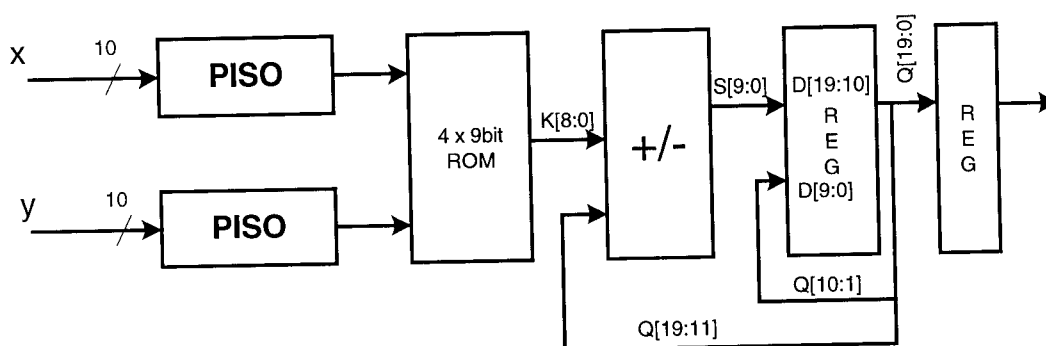 x
10
PISO
y
10
PISO
4 x 9bit
ROM
K[8:0]
+/-
S[9:0]
D[19:10]
R
E
G
D[9:0]
Q[10:1]
Q[19:11]
Q[19:0]
R
E
G